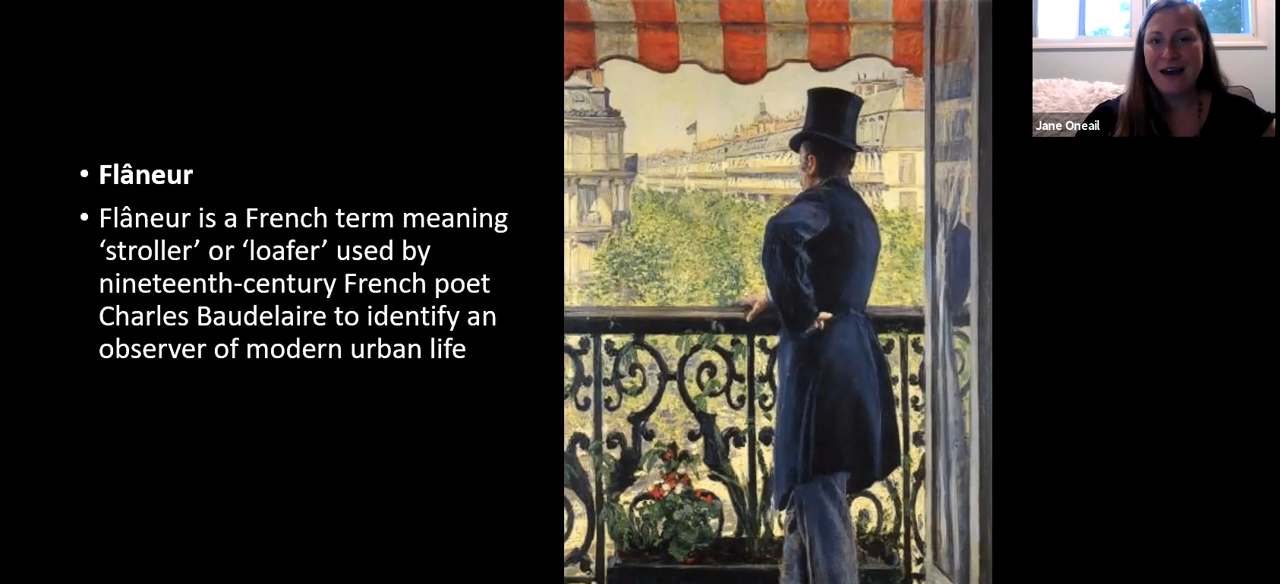 • Flâneur
• Flâneur is a French term meaning
‘stroller’ or ‘loafer’ used by
nineteenth-century French poet
Charles Baudelaire to identify an
observer of modern urban life
Jane Oneail